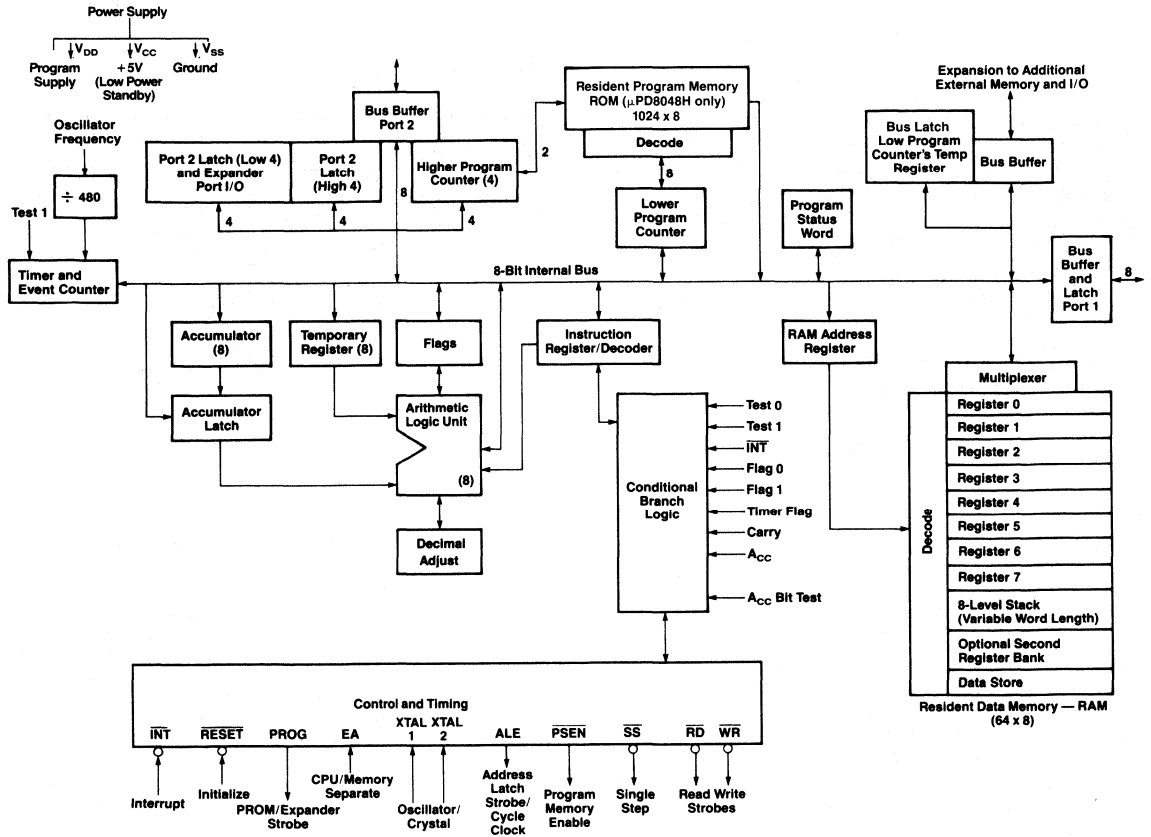 Power Supply
VDD
VCC
VSS
Program
Supply
+5V
(Low Power
Standby)
Ground
Oscillator
Frequency
÷ 480
Test 1
Timer and
Event Counter
Bus Buffer
Port 2
Port 2 Latch (Low 4)
and Expander
Port I/O
Port 2
Latch
(High 4)
Higher Program
Counter (4)
4
4
4
8
2
Resident Program Memory
ROM (μPD8048H only)
1024 x 8
Decode
8
Lower
Program
Counter
Program
Status
Word
Expansion to Additional
External Memory and I/O
Bus Latch
Low Program
Counter's Temp
Register
Bus Buffer
Bus
Buffer
and
Latch
Port 1
8
8-Bit Internal Bus
Accumulator
(8)
Temporary
Register (8)
Flags
Instruction
Register/Decoder
RAM Address
Register
Accumulator
Latch
Arithmetic
Logic Unit
(8)
Decimal
Adjust
Conditional
Branch
Logic
Test 0
Test 1
I̅N̅T̅
Flag 0
Flag 1
Timer Flag
Carry
ACC
ACC Bit Test
Multiplexer
Decode
Register 0
Register 1
Register 2
Register 3
Register 4
Register 5
Register 6
Register 7
8-Level Stack
(Variable Word Length)
Optional Second
Register Bank
Data Store
Resident Data Memory — RAM
(64 x 8)
Control and Timing
I̅N̅T̅
R̅E̅S̅E̅T̅
PROG
EA
XTAL
1
XTAL
2
ALE
P̅S̅E̅N̅
S̅S̅
R̅D̅
W̅R̅
Interrupt
Initialize
PROM/Expander
Strobe
CPU/Memory
Separate
Oscillator/
Crystal
Address
Latch
Strobe/
Cycle
Clock
Program
Memory
Enable
Single
Step
Read Write
Strobes